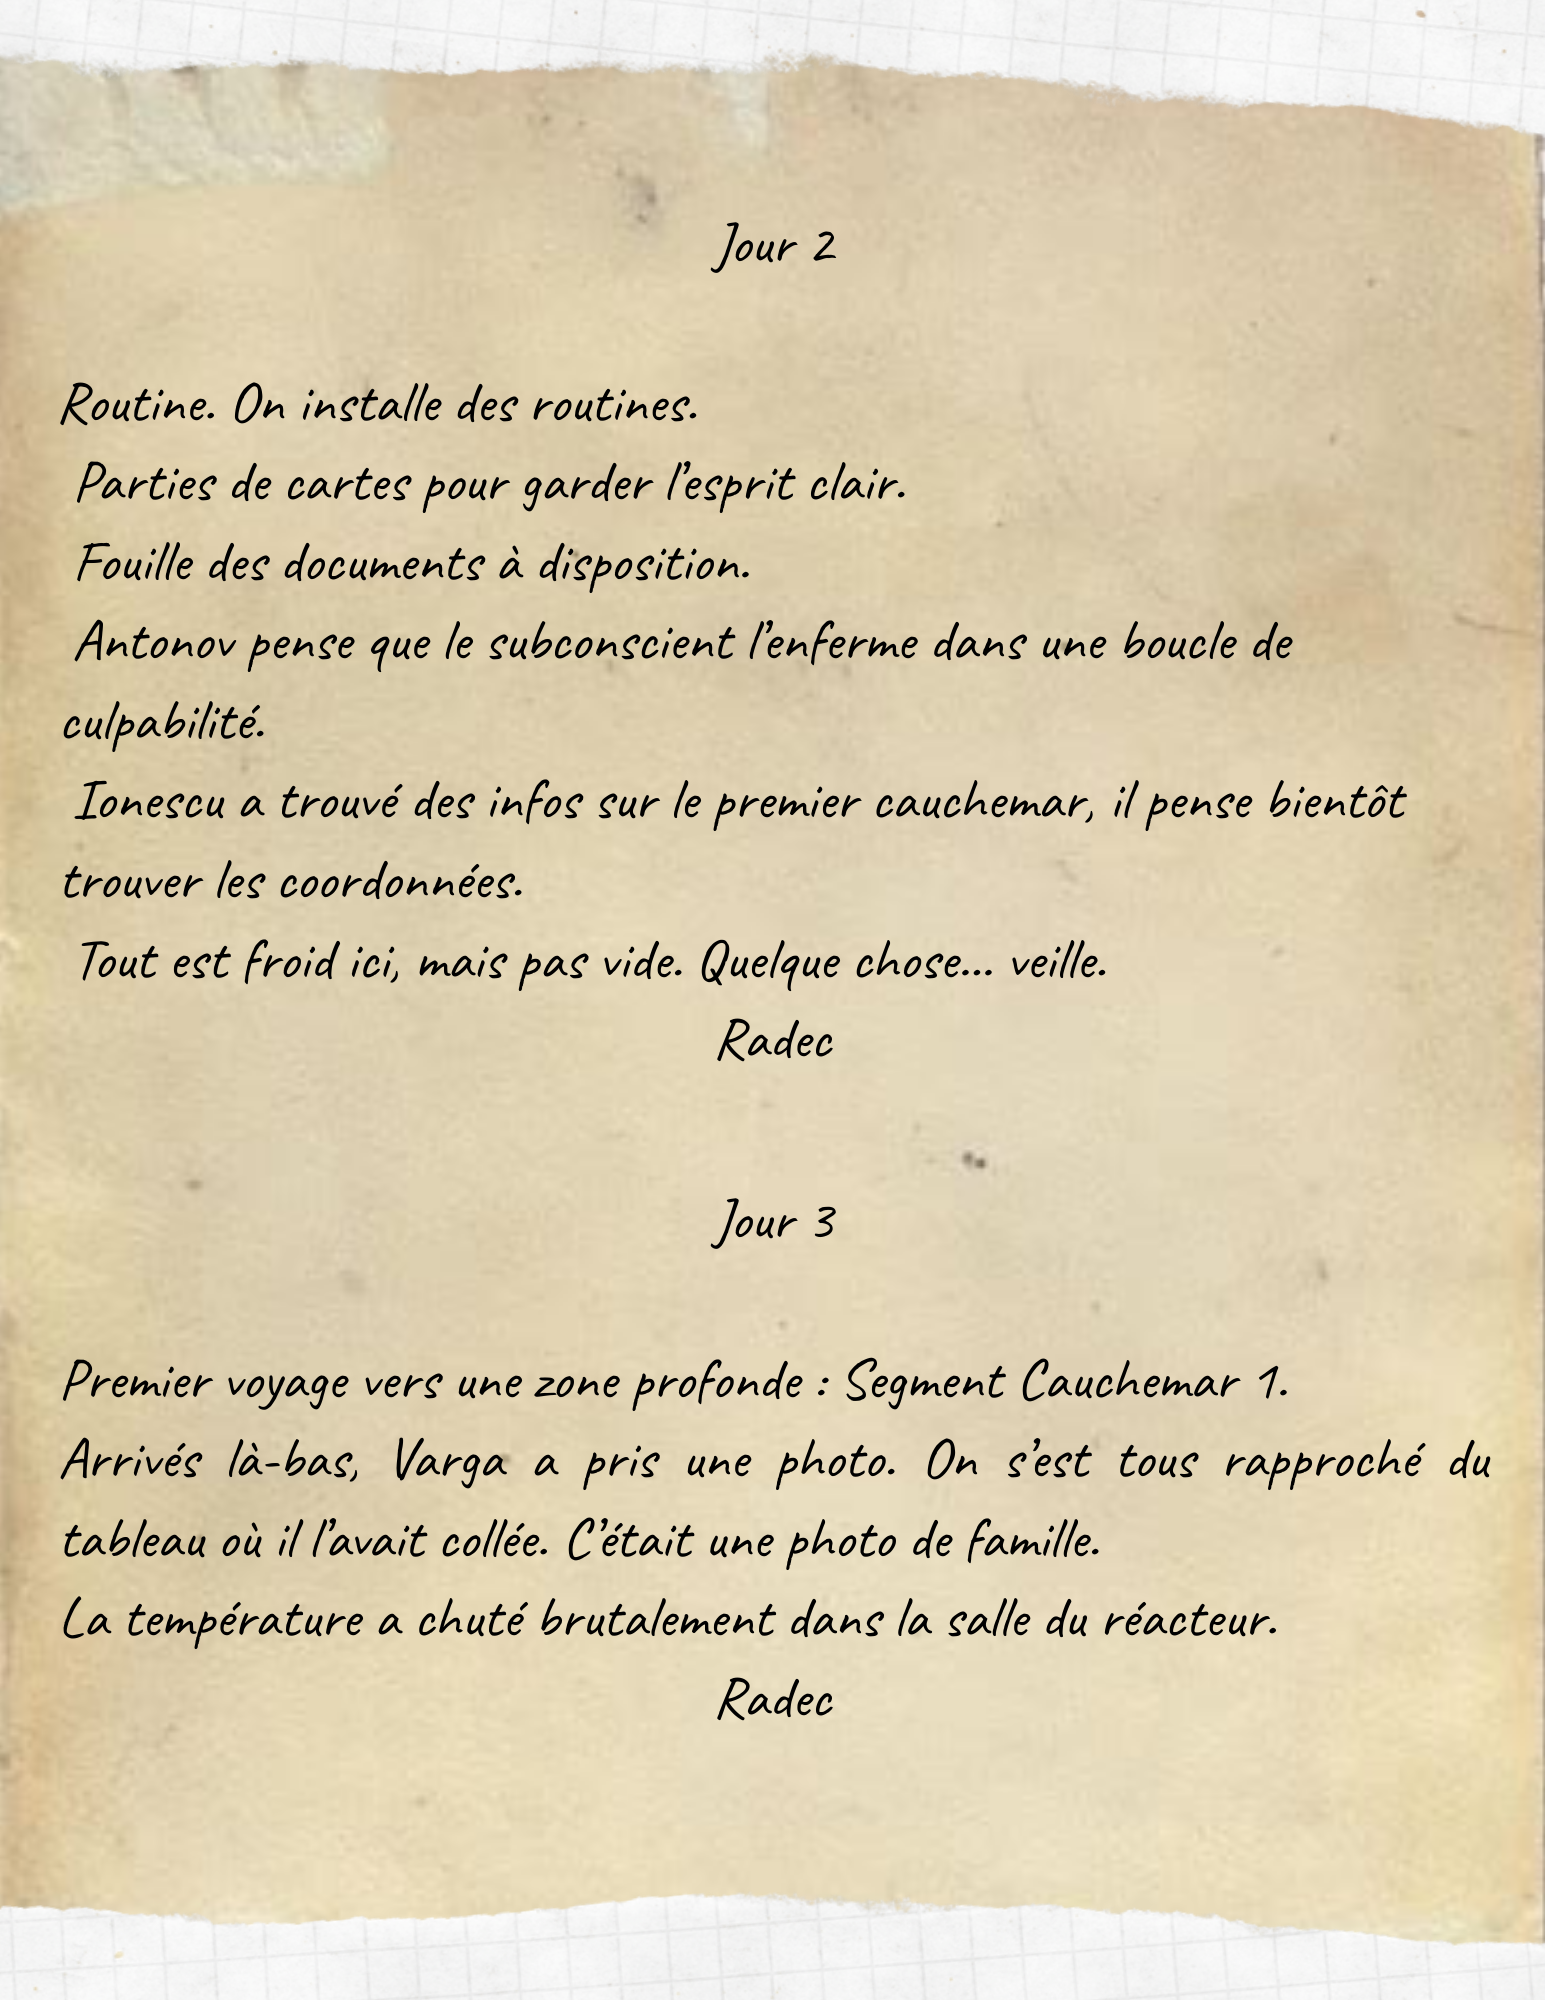 Jour 2
Routine. On installe des routines.
Parties de cartes pour garder l’esprit clair.
Fouille des documents à disposition.
Antonov pense que le subconscient l’enferme dans une boucle de
culpabilité.
Ionescu a trouvé des infos sur le premier cauchemar, il pense bientôt
trouver les coordonnées.
Tout est froid ici, mais pas vide. Quelque chose... veille.
Radec
Jour 3
Premier voyage vers une zone profonde : Segment Cauchemar 1.
Arrivés là-bas, Varga a pris une photo. On s’est tous rapproché du
tableau où il l’avait collée. C’était une photo de famille.
La température a chuté brutalement dans la salle du réacteur.
Radec